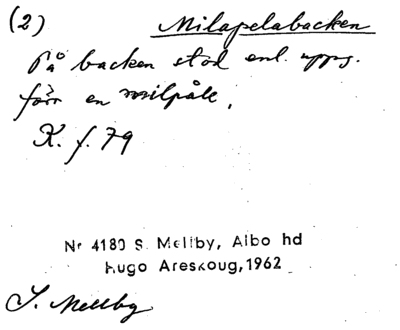 (2) Milapelabacken
På backen stod enl. uppg.
förr en milpåle.
K. f. 79
Nr 4180 S. Mellby, Albo hd
Hugo Areskoug, 1962
S. Mellby